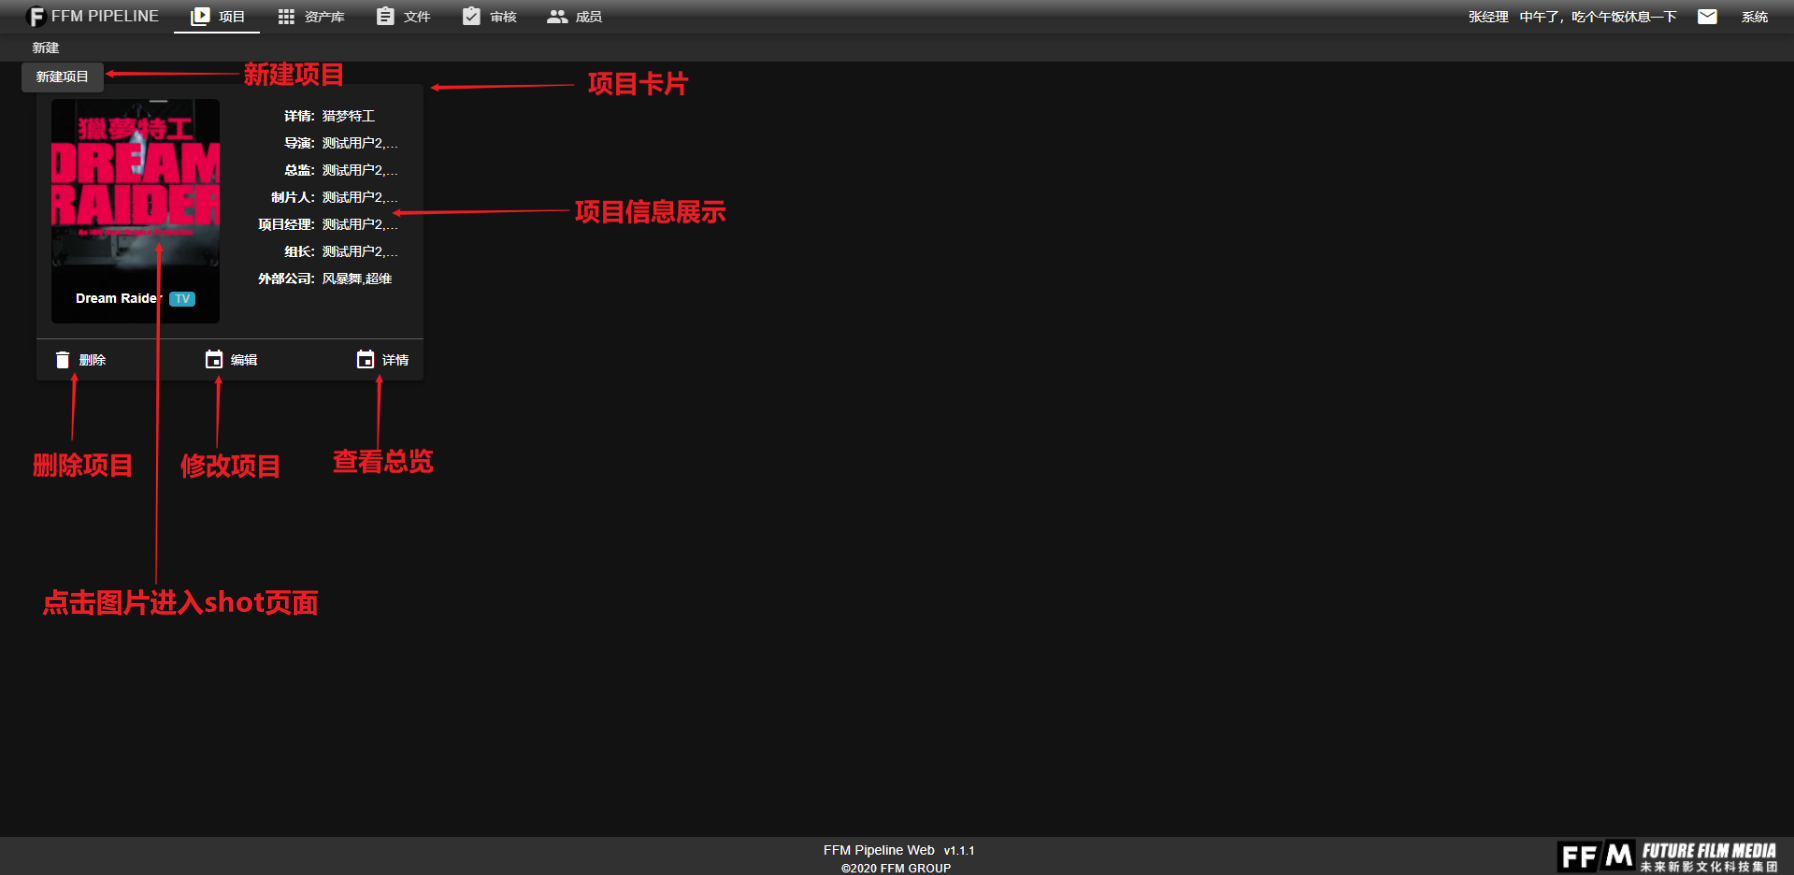 FFM PIPELINE 项目 资产库 文件 审核 成员 张经理 中午了，吃个午饭休息一下 系统
新建
新建项目
新建项目
项目卡片
獵夢特工
DREAM
RAIDER
Dream Raider TV
详情: 猎梦特工
导演: 测试用户2,...
总监: 测试用户2,...
制片人: 测试用户2,...
项目经理: 测试用户2,...
组长: 测试用户2,...
外部公司: 风暴舞,超维
项目信息展示
删除 编辑 详情
删除项目 修改项目 查看总览
点击图片进入shot页面
FFM Pipeline Web v1.1.1
©2020 FFM GROUP
FFM FUTURE FILM MEDIA
未来新影文化科技集团